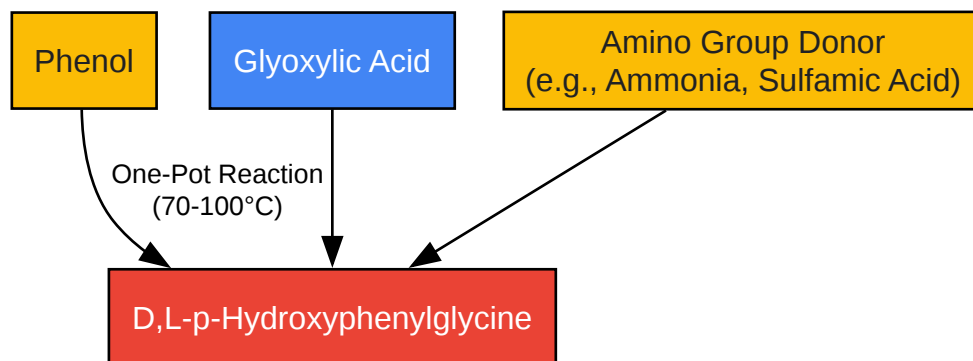 Phenol
Glyoxylic Acid
Amino Group Donor
(e.g., Ammonia, Sulfamic Acid)
One-Pot Reaction
(70-100°C)
D,L-p-Hydroxyphenylglycine